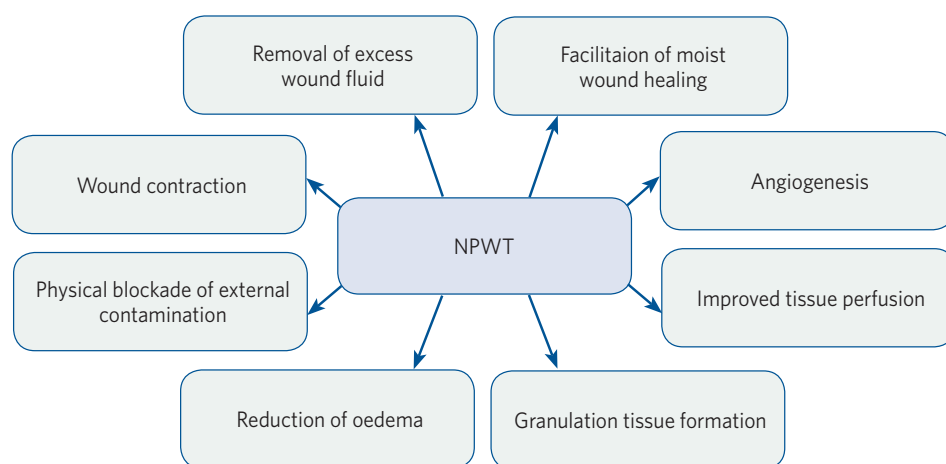 Removal of excess
wound fluid
Facilitaion of moist
wound healing
Wound contraction
Angiogenesis
NPWT
Physical blockade of external
contamination
Improved tissue perfusion
Reduction of oedema
Granulation tissue formation